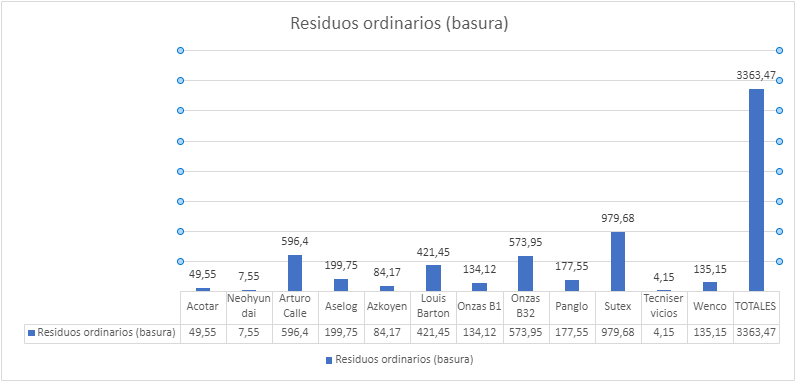 Residuos ordinarios (basura)
3363,47
979,68
596,4
573,95
421,45
199,75
177,55
134,12
135,15
84,17
49,55
7,55
4,15
Acotar Neohyun Arturo Aselog Azkoyen Louis Onzas B1 Onzas Panglo Sutex Tecniser Wenco TOTALES
dai Calle Barton B32 vicios
Residuos ordinarios (basura) 49,55 7,55 596,4 199,75 84,17 421,45 134,12 573,95 177,55 979,68 4,15 135,15 3363,47
Residuos ordinarios (basura)